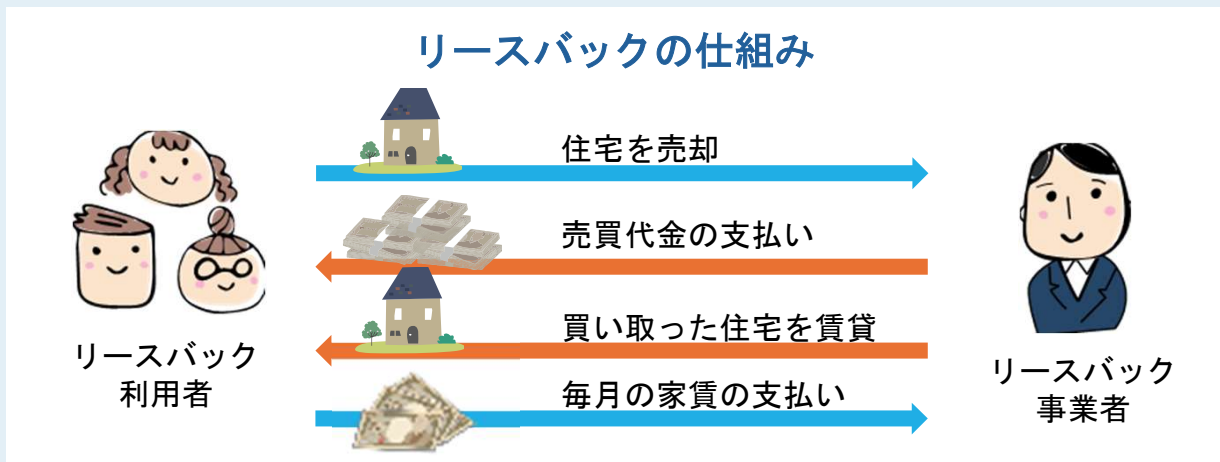 リースバックの仕組み
住宅を売却
売買代金の支払い
買い取った住宅を賃貸
毎月の家賃の支払い
リースバック
利用者
リースバック
事業者